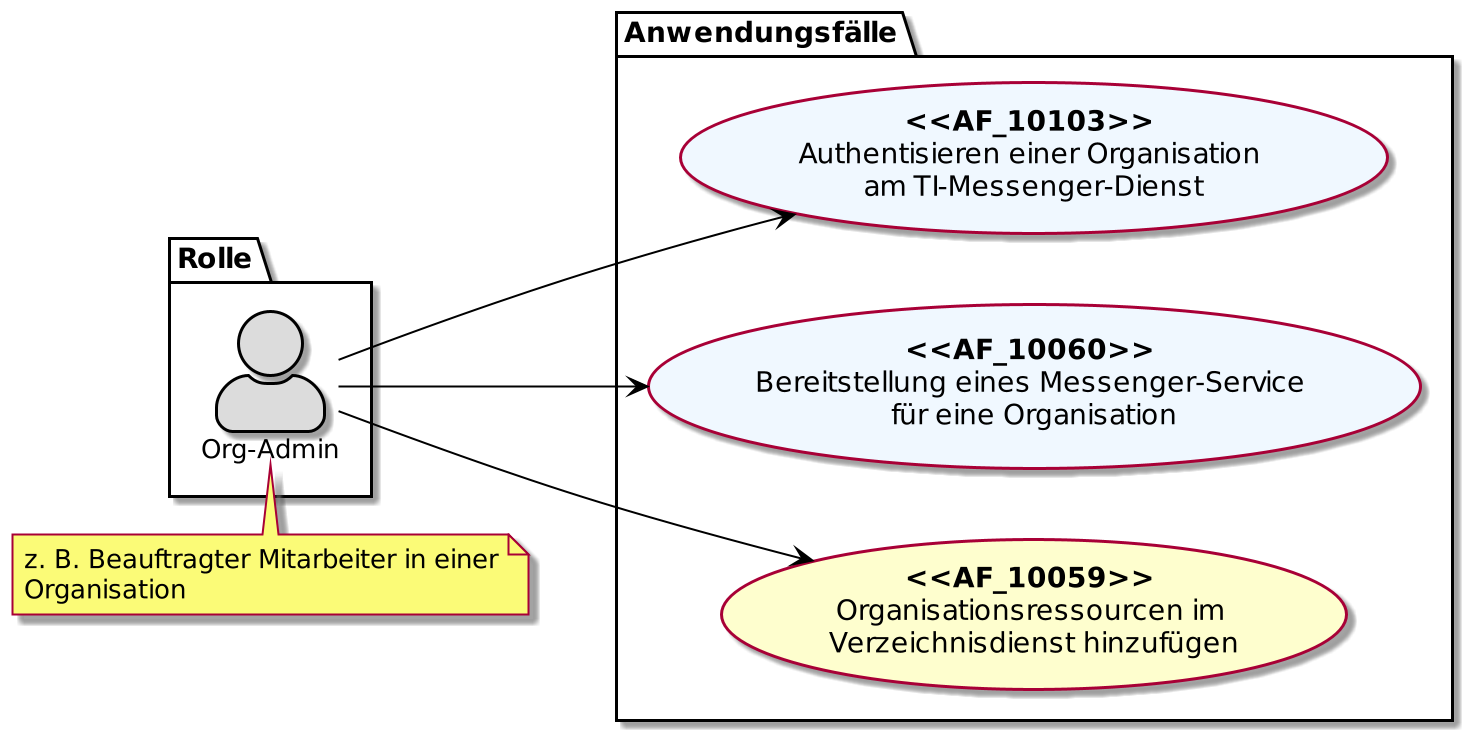 Anwendungsfälle
<<AF_10103>>
Authentisieren einer Organisation
am TI-Messenger-Dienst
Rolle
Org-Admin
<<AF_10060>>
Bereitstellung eines Messenger-Service
für eine Organisation
z. B. Beauftragter Mitarbeiter in einer
Organisation
<<AF_10059>>
Organisationsressourcen im
Verzeichnisdienst hinzufügen